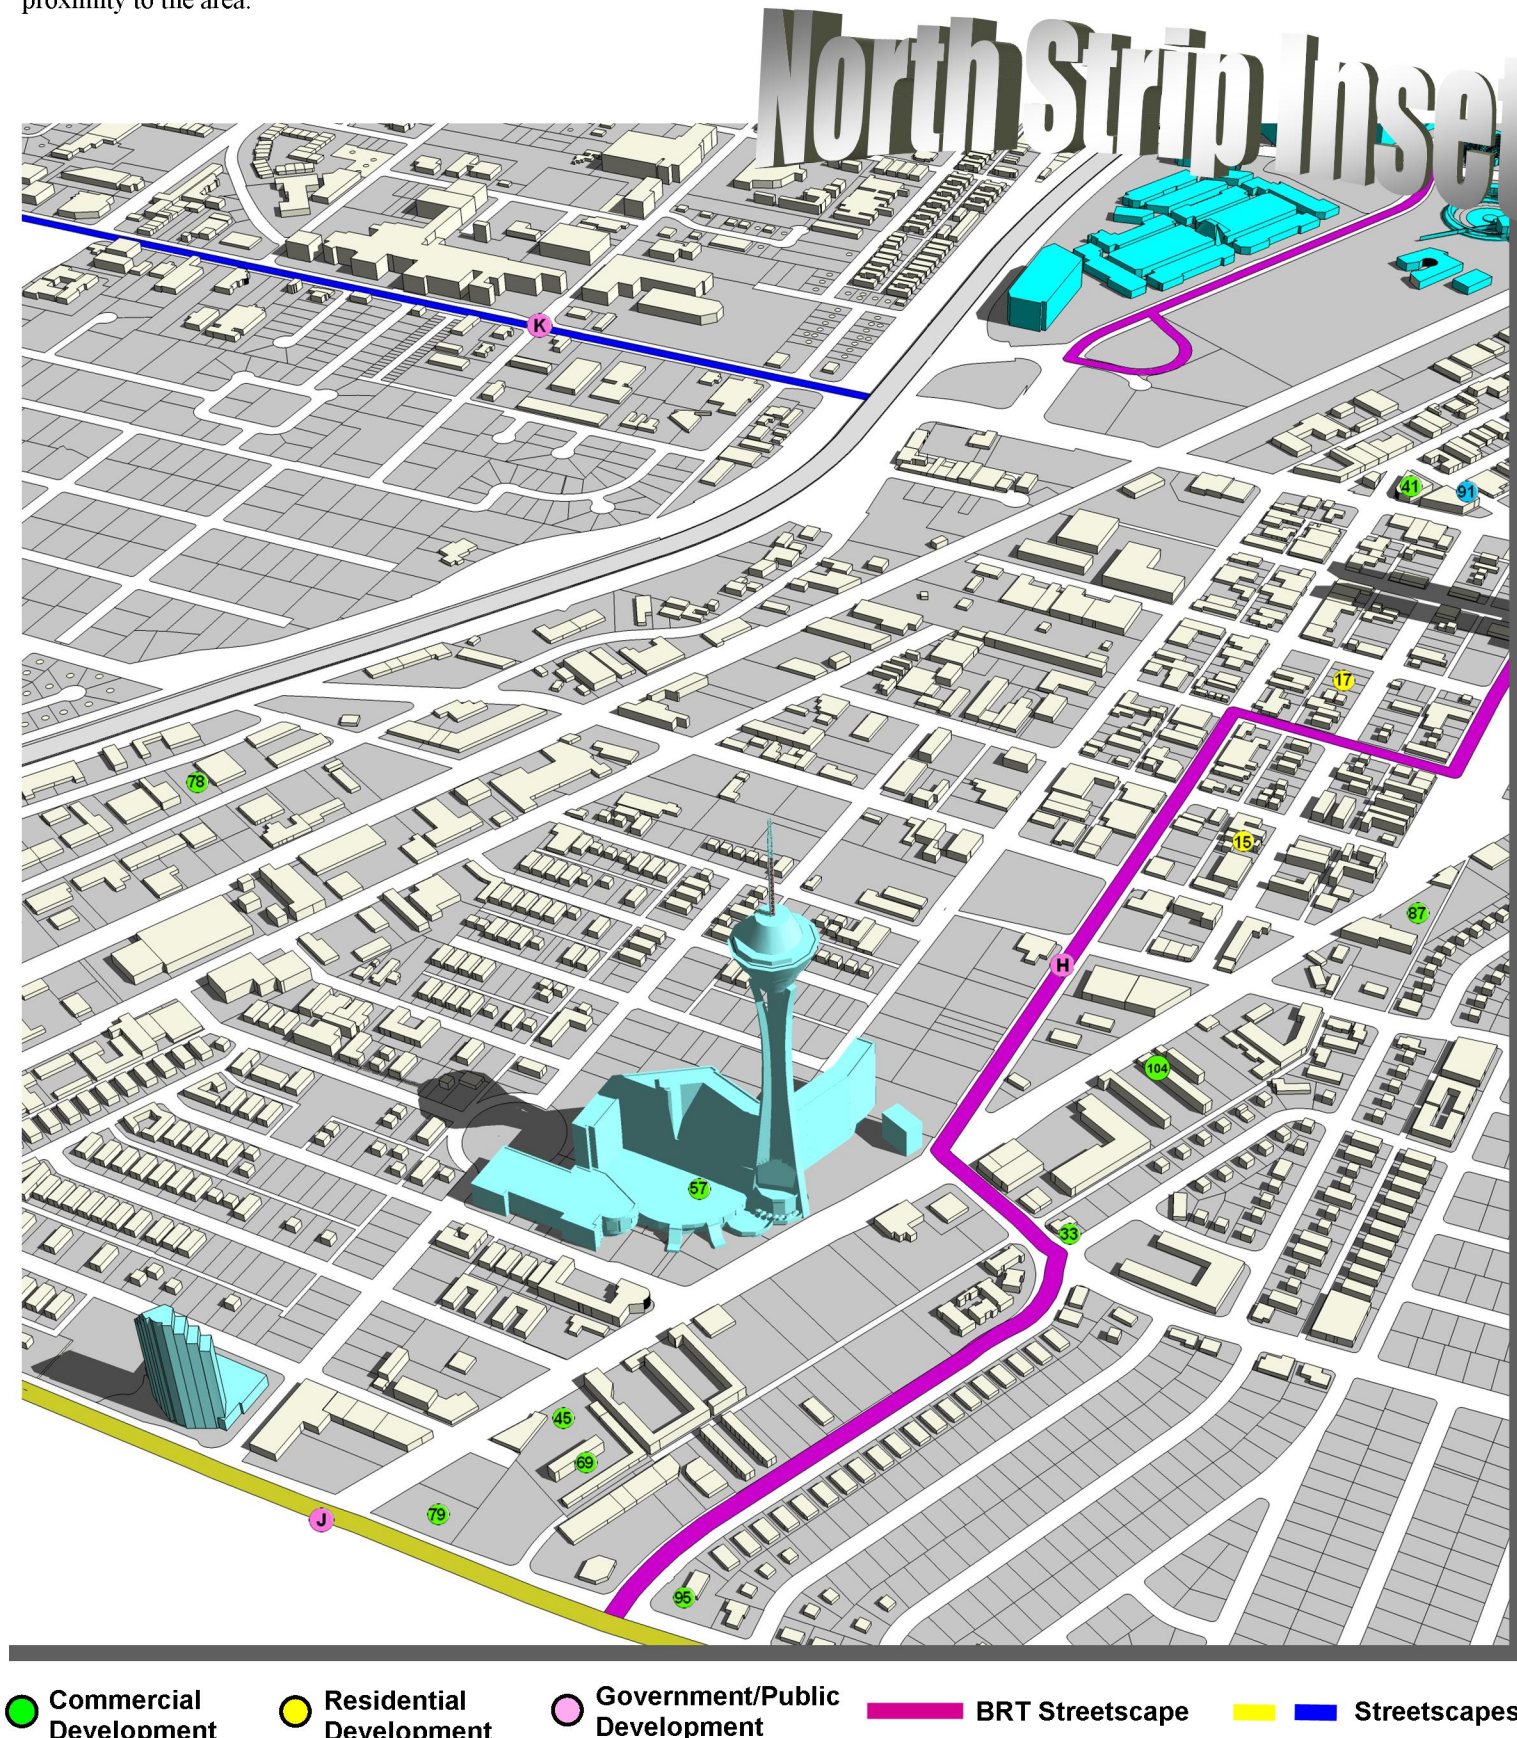 proximity to the area.
North Strip Inset
K
41
91
17
78
15
87
H
104
57
33
45
69
79
J
95
Commercial
Development
Residential
Development
Government/Public
Development
BRT Streetscape
Streetscapes